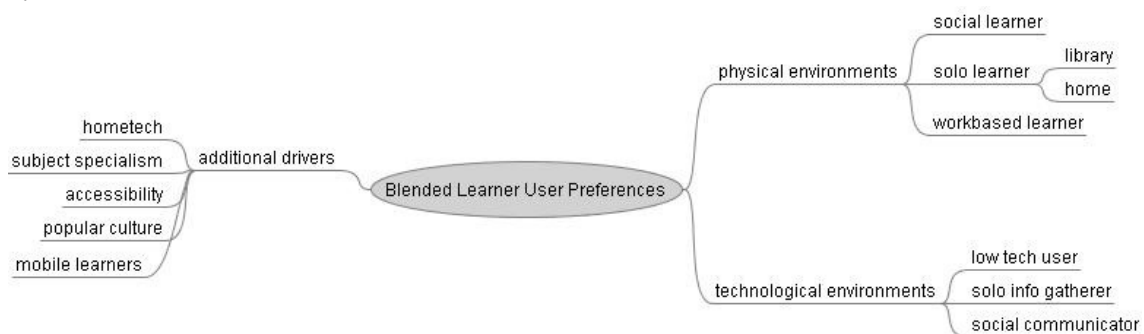 Blended Learner User Preferences
physical environments
social learner
solo learner
library
home
workbased learner
technological environments
low tech user
solo info gatherer
social communicator
additional drivers
hometech
subject specialism
accessibility
popular culture
mobile learners